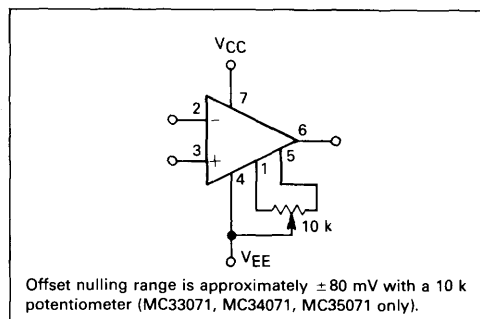 VCC
7
2
-
6
3
+
5
4
1
10 k
VEE
Offset nulling range is approximately ±80 mV with a 10 k
potentiometer (MC33071, MC34071, MC35071 only).